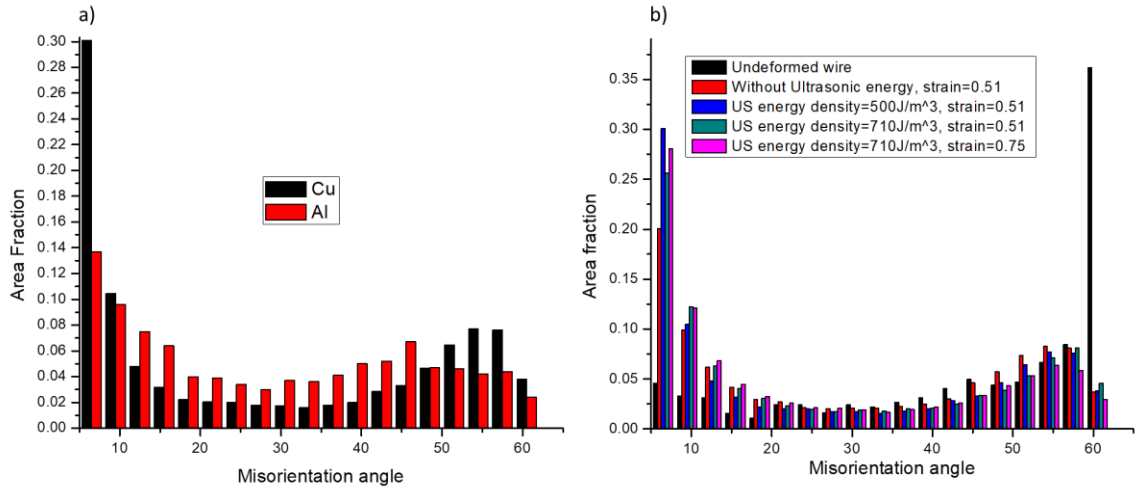 a)
0.30
0.28
0.26
0.24
0.22
0.20
0.18
0.16
0.14
0.12
0.10
0.08
0.06
0.04
0.02
0.00
Area Fraction
Cu
Al
10 20 30 40 50 60
Misorientation angle
b)
0.35
0.30
0.25
0.20
0.15
0.10
0.05
0.00
Area fraction
Undeformed wire
Without Ultrasonic energy, strain=0.51
US energy density=500J/m^3, strain=0.51
US energy density=710J/m^3, strain=0.51
US energy density=710J/m^3, strain=0.75
10 20 30 40 50 60
Misorientation angle